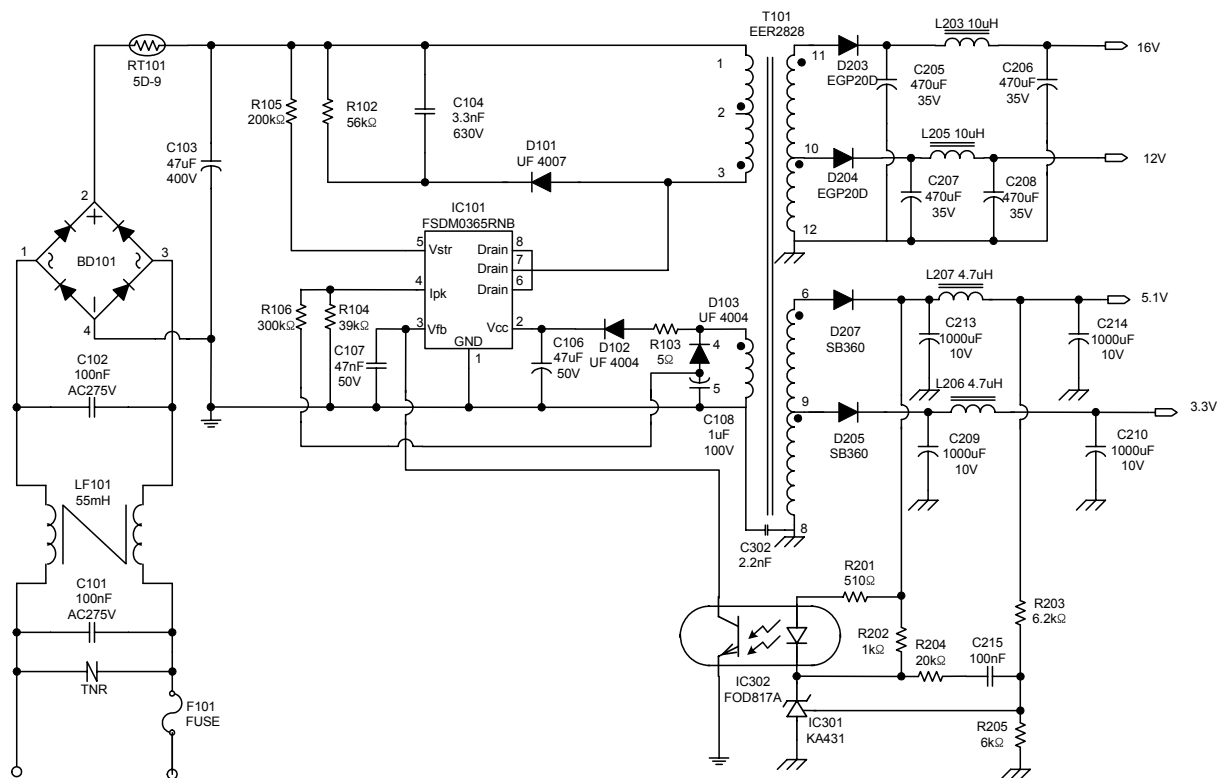 T101
EER2828
RT101
5D-9
C103
47uF
400V
R105
200kΩ
R102
56kΩ
C104
3.3nF
630V
D101
UF 4007
1
2
3
11
10
12
D203
EGP20D
C205
470uF
35V
L203 10uH
C206
470uF
35V
16V
D204
EGP20D
L205 10uH
C207
470uF
35V
C208
470uF
35V
12V
2
1
3
4
BD101
IC101
FSDM0365RNB
5
Vstr
4
Ipk
3
Vfb
Drain
8
Drain
7
Drain
6
Vcc
2
GND
1
R106
300kΩ
R104
39kΩ
C107
47nF
50V
C106
47uF
50V
D102
UF 4004
R103
5Ω
D103
UF 4004
4
5
C108
1uF
100V
6
9
8
D207
SB360
L207 4.7uH
C213
1000uF
10V
C214
1000uF
10V
5.1V
D205
SB360
L206 4.7uH
C209
1000uF
10V
C210
1000uF
10V
3.3V
C302
2.2nF
C102
100nF
AC275V
LF101
55mH
C101
100nF
AC275V
TNR
F101
FUSE
R201
510Ω
R202
1kΩ
R204
20kΩ
C215
100nF
R203
6.2kΩ
R205
6kΩ
IC302
FOD817A
IC301
KA431